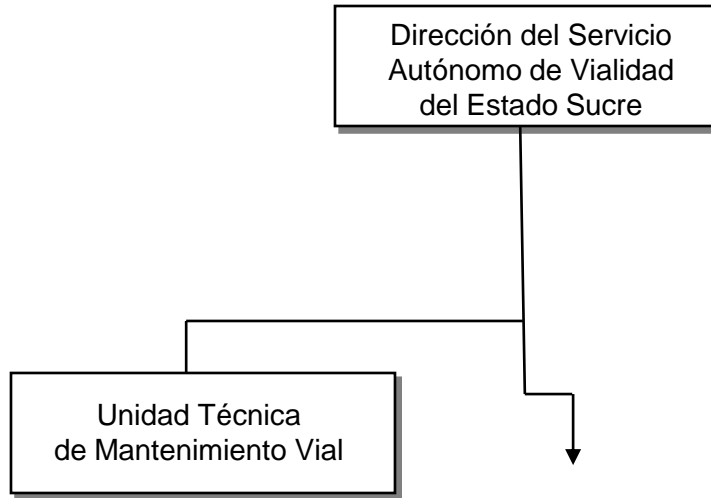 Dirección del Servicio
Autónomo de Vialidad
del Estado Sucre
Unidad Técnica
de Mantenimiento Vial